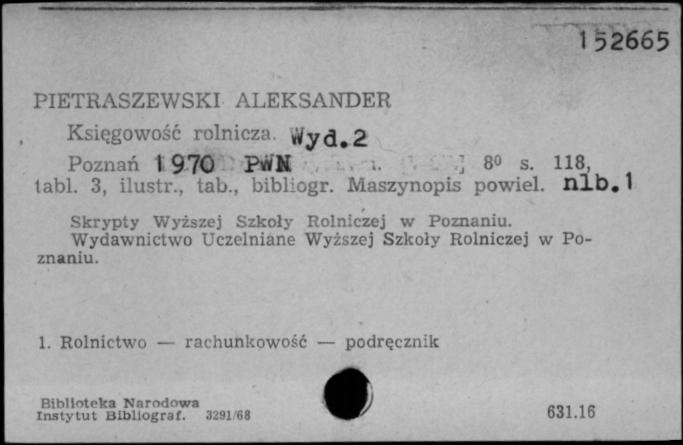 152665
PIETRASZEWSKI ALEKSANDER
Księgowość rolnicza. Wyd.2
Poznań 1970 PWN 8⁰ s. 118,
tabl. 3, ilustr., tab., bibliogr. Maszynopis powiel. nlb.1
Skrypty Wyższej Szkoły Rolniczej w Poznaniu.
Wydawnictwo Uczelniane Wyższej Szkoły Rolniczej w Po-
znaniu.
1. Rolnictwo — rachunkowość — podręcznik
Biblioteka Narodowa
Instytut Bibliograf. 3291/68
631.16